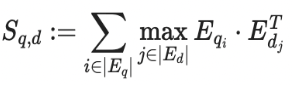 $S_{q,d} := \sum_{i \in |E_q|} \max_{j \in |E_d|} E_{q_i} \cdot E_{d_j}^T$